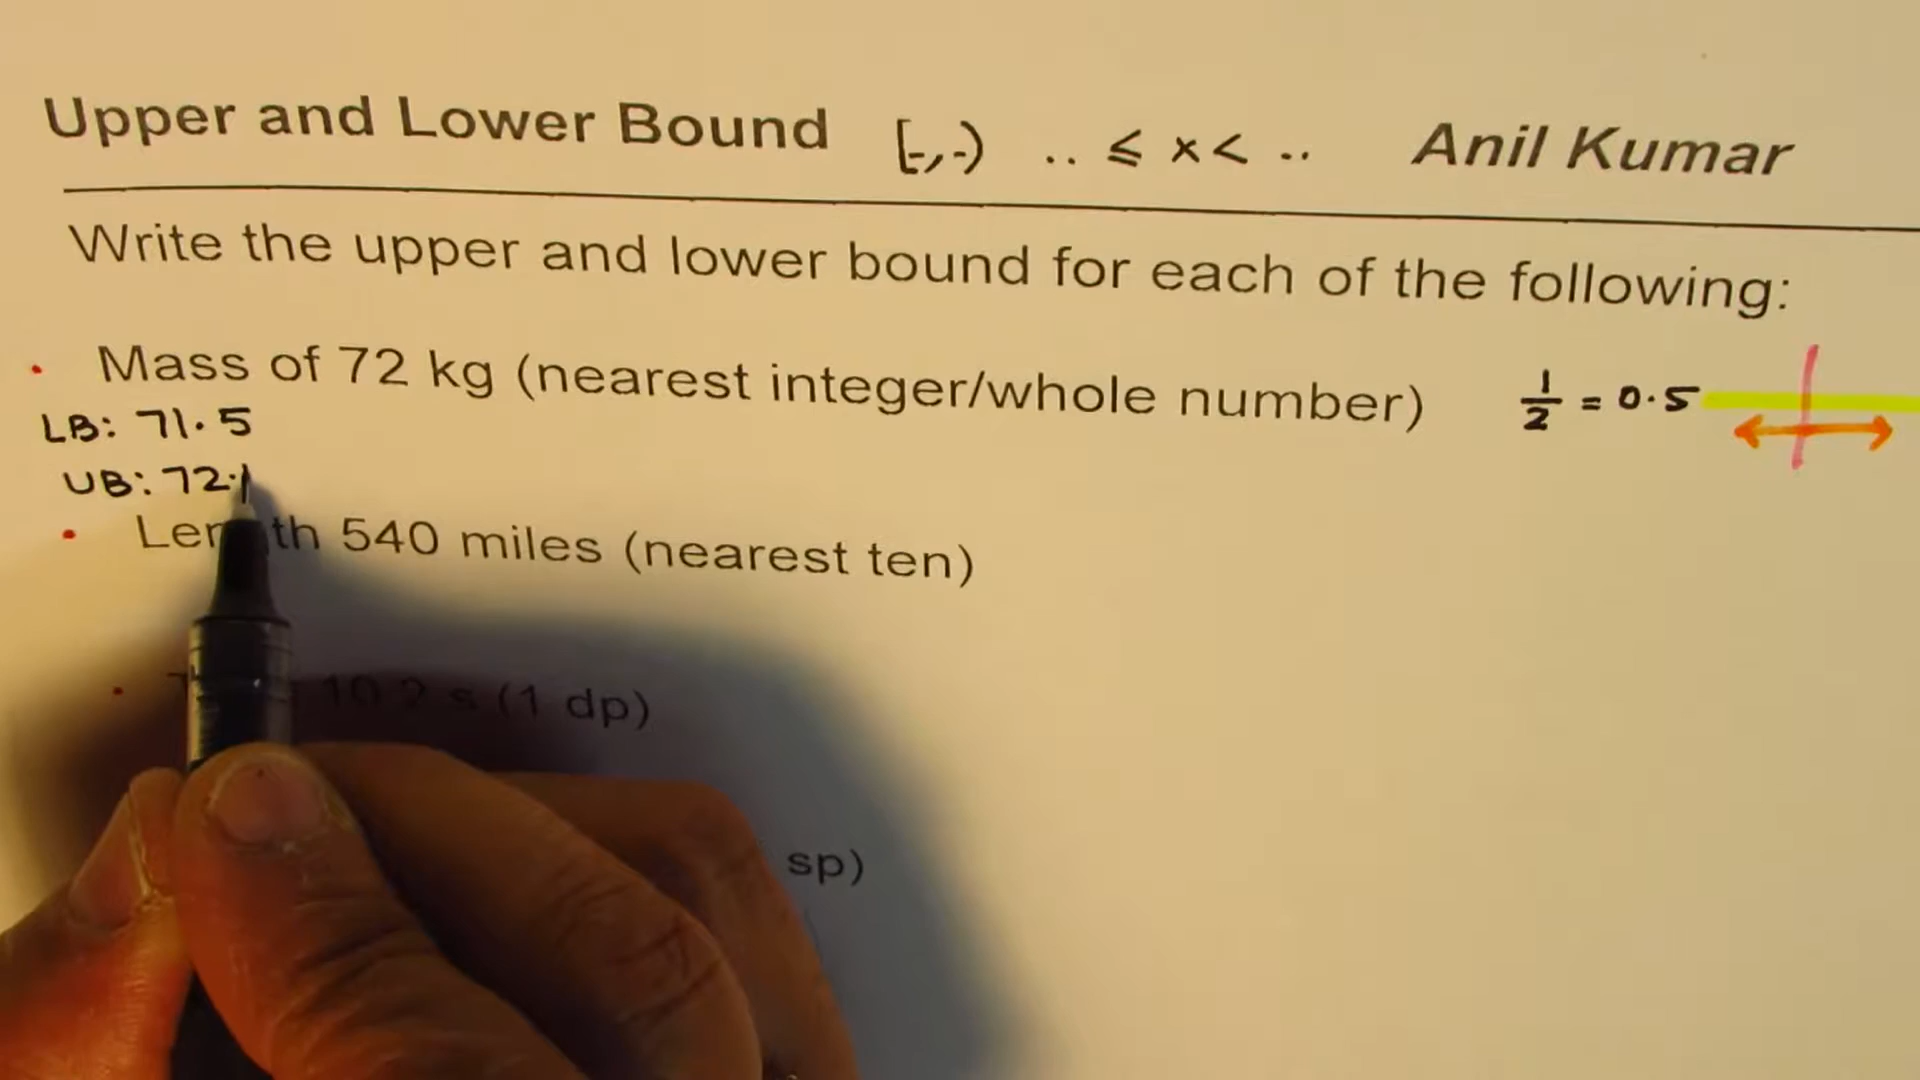 Upper and Lower Bound [-,-) .. ≤ x < .. Anil Kumar
Write the upper and lower bound for each of the following:
• Mass of 72 kg (nearest integer/whole number) 1/2 = 0.5
LB: 71.5
UB: 72.
• Length 540 miles (nearest ten)
• (1 dp)
sp)